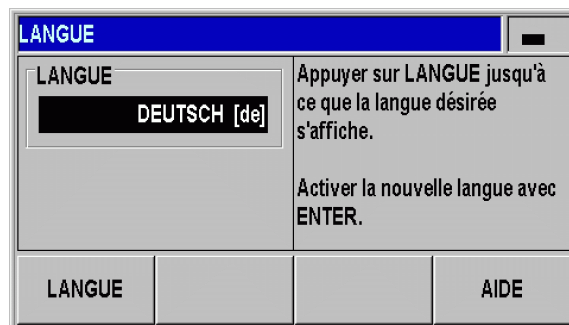 LANGUE
LANGUE
DEUTSCH [de]
Appuyer sur LANGUE jusqu'à
ce que la langue désirée
s'affiche.
Activer la nouvelle langue avec
ENTER.
LANGUE
AIDE